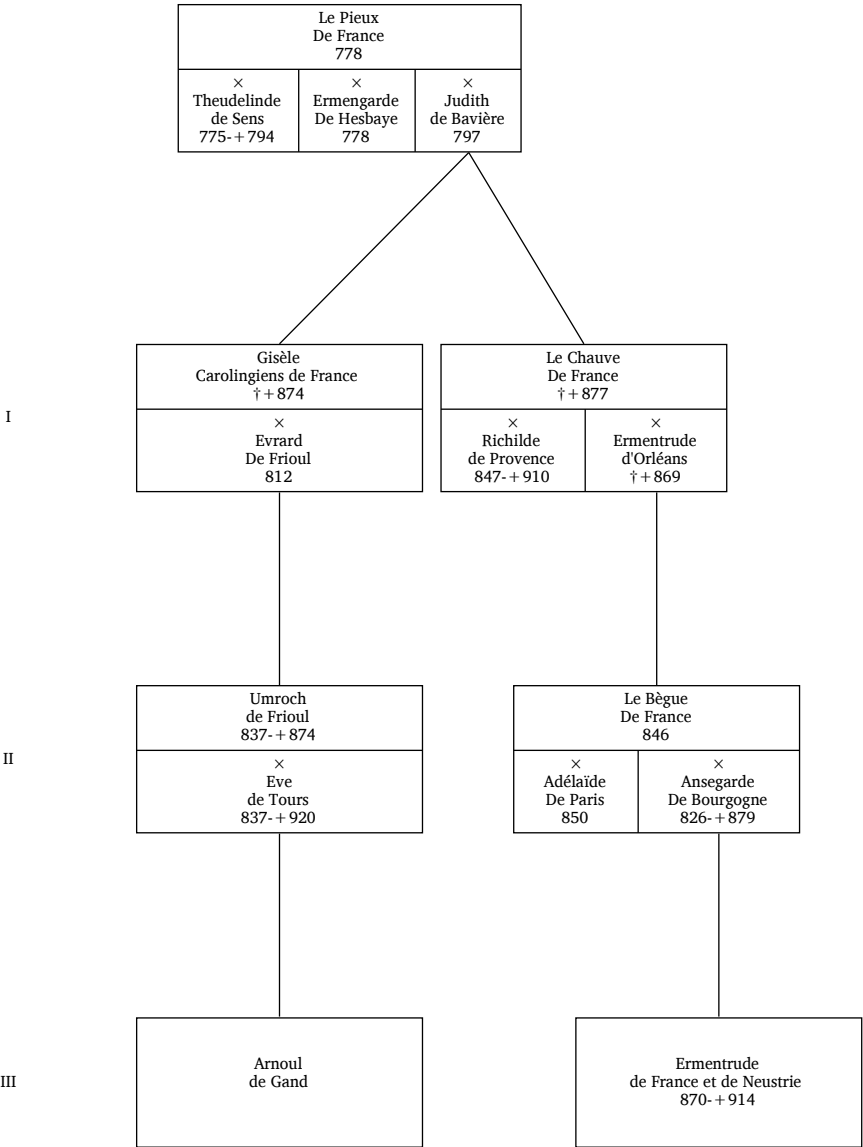 Le Pieux
De France
778
×
Theudelinde
de Sens
775-+794
×
Ermengarde
De Hesbaye
778
×
Judith
de Bavière
797
I
Gisèle
Carolingiens de France
†+874
×
Evrard
De Frioul
812
Le Chauve
De France
†+877
×
Richilde
de Provence
847-+910
×
Ermentrude
d'Orléans
†+869
II
Umroch
de Frioul
837-+874
×
Eve
de Tours
837-+920
Le Bègue
De France
846
×
Adélaïde
De Paris
850
×
Ansegarde
De Bourgogne
826-+879
III
Arnoul
de Gand
Ermentrude
de France et de Neustrie
870-+914